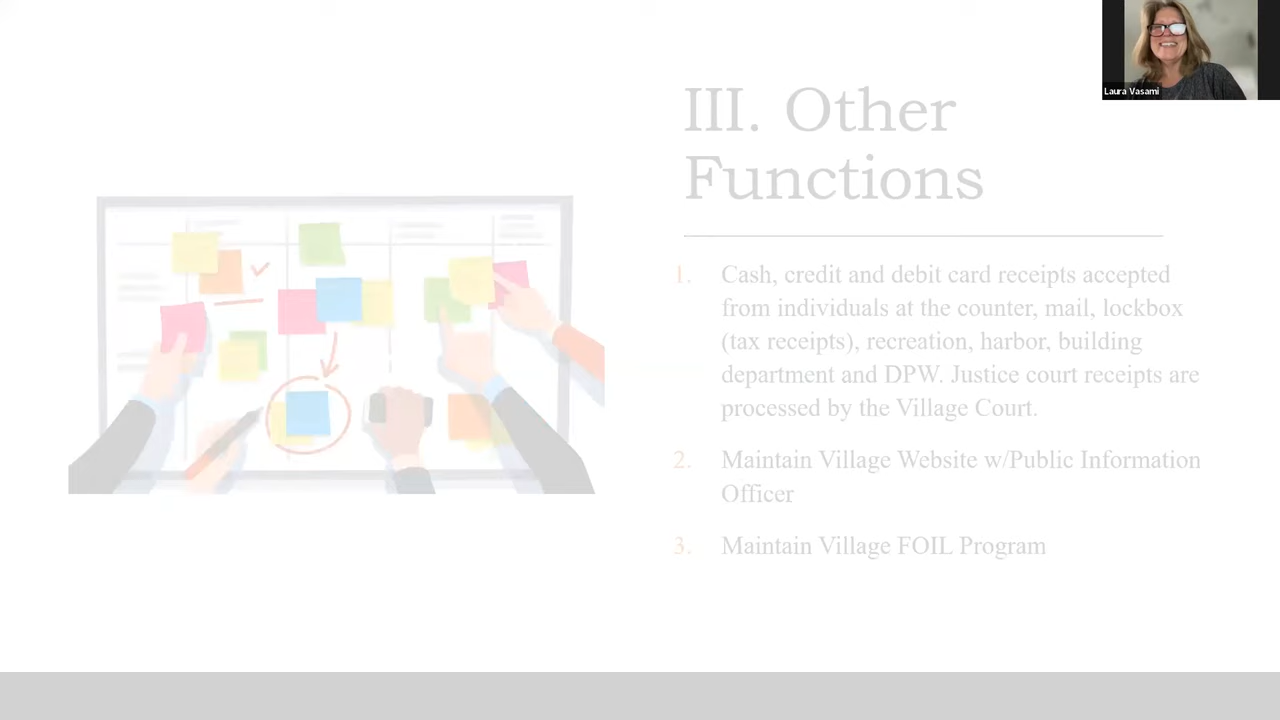 Laura Vasami
III. Other
Functions
1. Cash, credit and debit card receipts accepted
from individuals at the counter, mail, lockbox
(tax receipts), recreation, harbor, building
department and DPW. Justice court receipts are
processed by the Village Court.
2. Maintain Village Website w/Public Information
Officer
3. Maintain Village FOIL Program